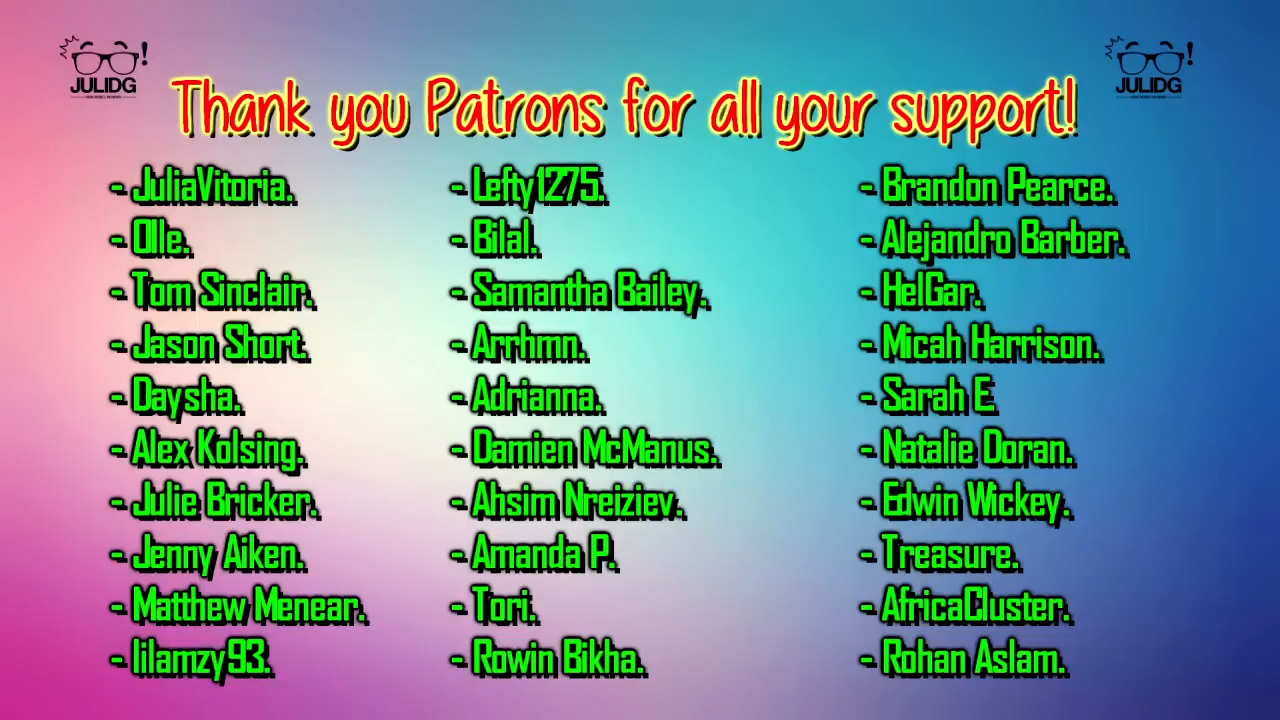 JULIDG
JULIDG
Thank you Patrons for all your support!
- JuliaVitoria.
- Olle.
- Tom Sinclair.
- Jason Short.
- Daysha.
- Alex Kolsing.
- Julie Bricker.
- Jenny Aiken.
- Matthew Menear.
- lilamzy93.
- Lefty1275.
- Bilal.
- Samantha Bailey.
- Arrhmn.
- Adrianna.
- Damien McManus.
- Ahsim Nreiziev.
- Amanda P.
- Tori.
- Rowin Bikha.
- Brandon Pearce.
- Alejandro Barber.
- HelGar.
- Micah Harrison.
- Sarah E.
- Natalie Doran.
- Edwin Wickey.
- Treasure.
- AfricaCluster.
- Rohan Aslam.